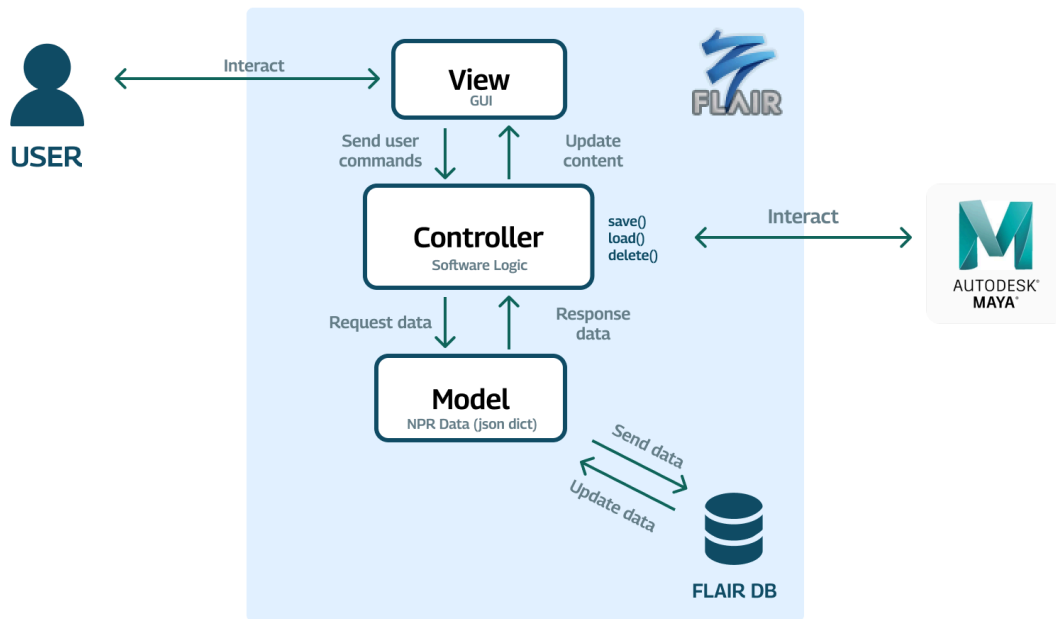 Interact
View
GUI
FLAIR
USER
Send user
commands
Update
content
Controller
Software Logic
save()
load()
delete()
Interact
AUTODESK®
MAYA®
Request data
Response
data
Model
NPR Data (json dict)
Send data
Update data
FLAIR DB